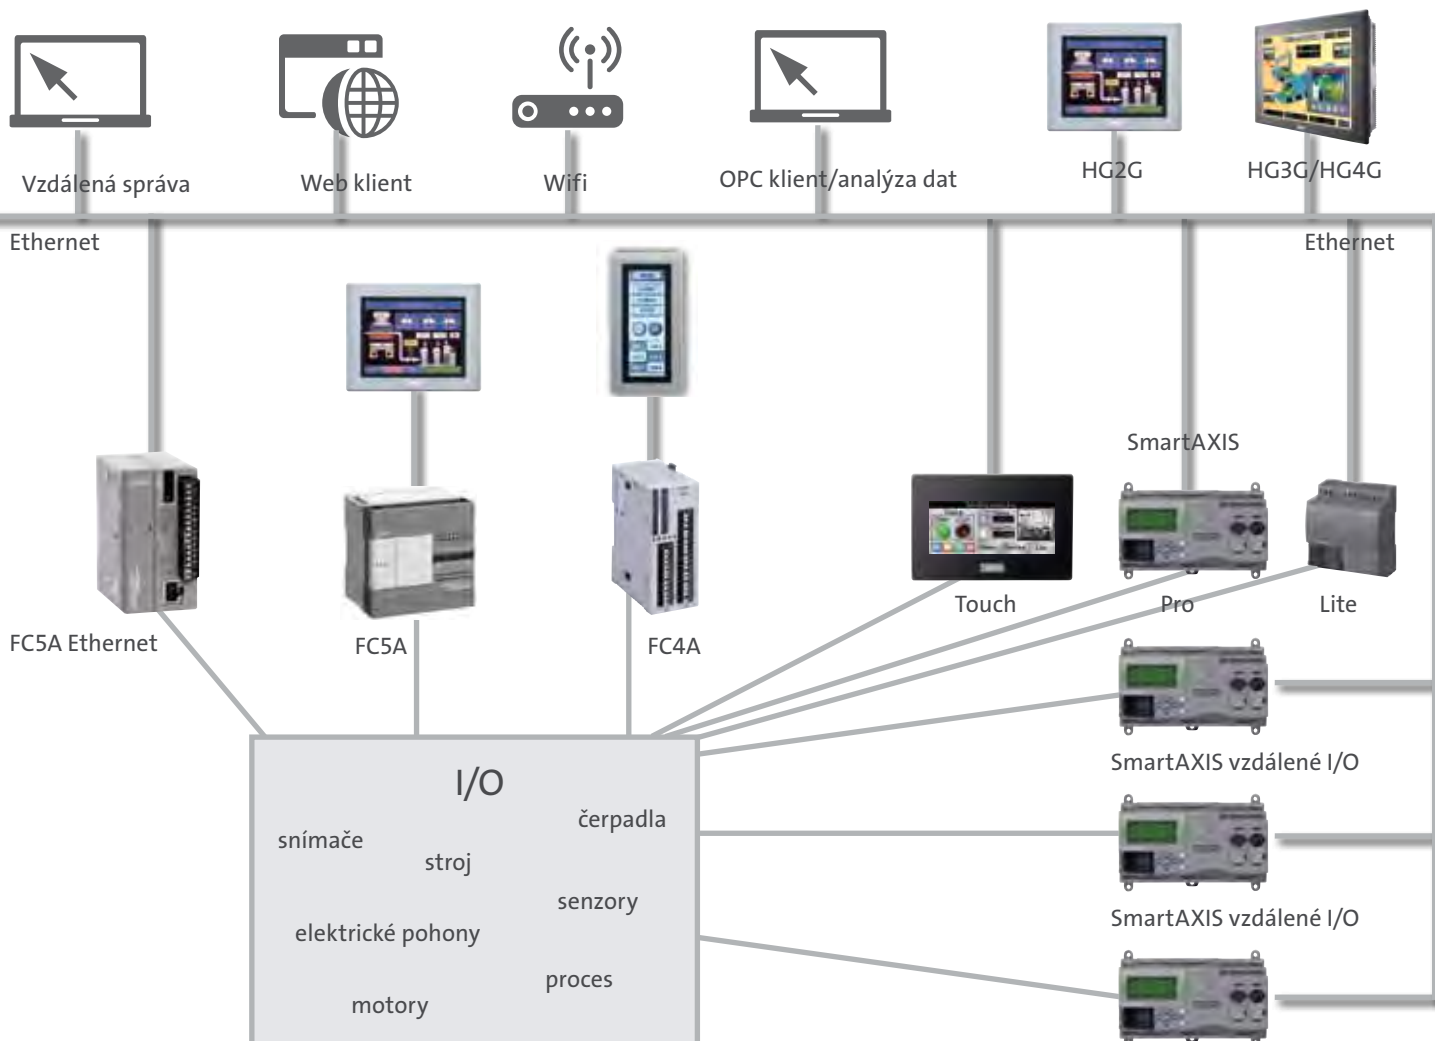 Vzdálená správa
Web klient
Wifi
OPC klient/analýza dat
HG2G
HG3G/HG4G
Ethernet
Ethernet
SmartAXIS
Touch
Pro
Lite
FC5A Ethernet
FC5A
FC4A
SmartAXIS vzdálené I/O
SmartAXIS vzdálené I/O
I/O
čerpadla
snímače
stroj
senzory
elektrické pohony
proces
motory